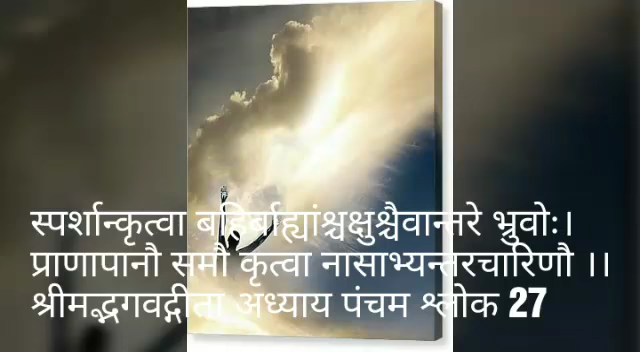 स्पर्शान्कृत्वा बहिर्बाह्यांश्चक्षुश्चैवान्तरे भ्रुवोः।
प्राणापानौ समौ कृत्वा नासाभ्यन्तरचारिणौ ।।
श्रीमद्भगवद्गीता अध्याय पंचम श्लोक 27